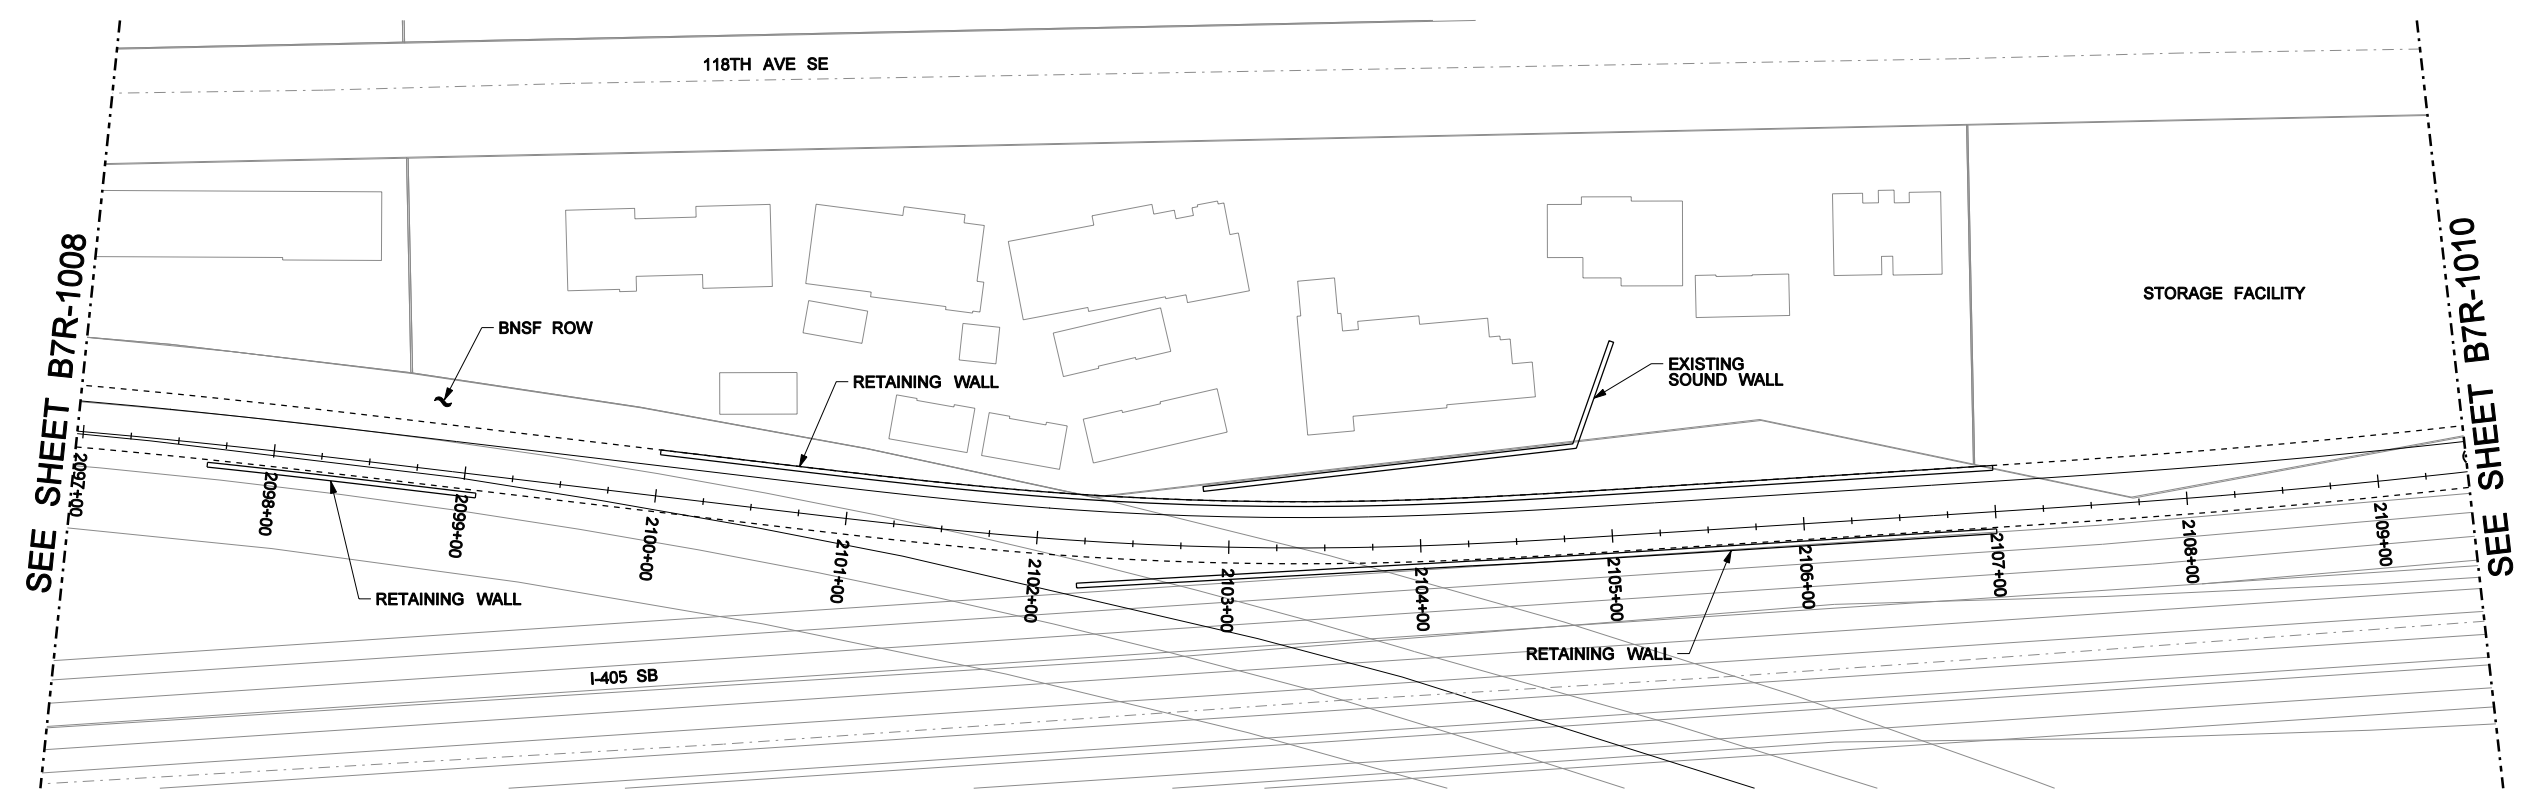 118TH AVE SE
SEE SHEET B7R-1008
SEE SHEET B7R-1010
STORAGE FACILITY
BNSF ROW
RETAINING WALL
EXISTING
SOUND WALL
2097+00
2098+00
2099+00
2100+00
2101+00
2102+00
2103+00
2104+00
2105+00
2106+00
2107+00
2108+00
2109+00
RETAINING WALL
RETAINING WALL
I-405 SB